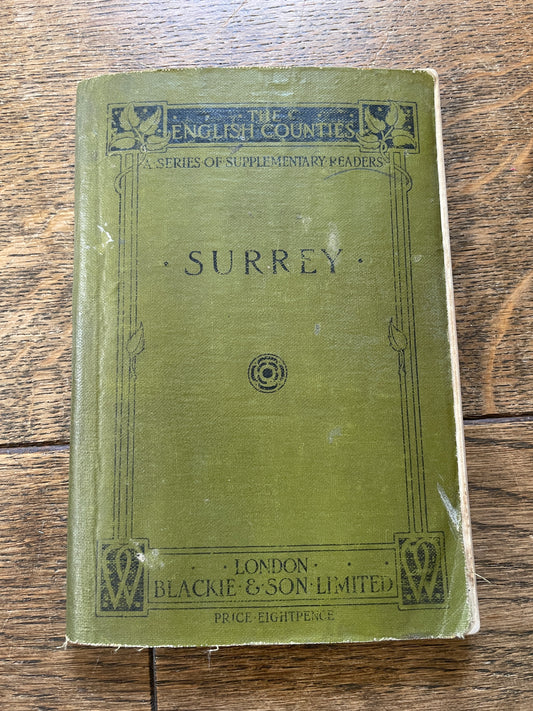 THE
ENGLISH COUNTIES
A SERIES OF SUPPLEMENTARY READERS
· SURREY ·
· LONDON ·
BLACKIE · & · SON · LIMITED
PRICE · EIGHTPENCE